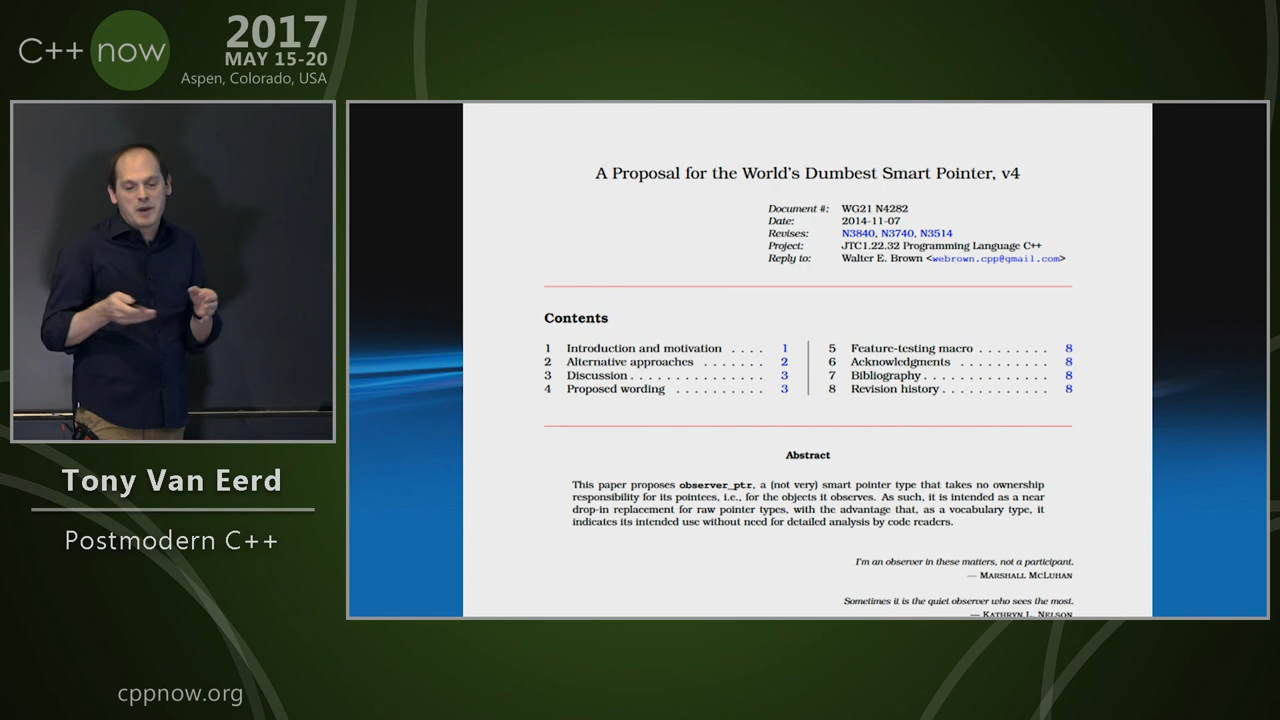 C++ now
2017
MAY 15-20
Aspen, Colorado, USA
A Proposal for the World's Dumbest Smart Pointer, v4
Document #: WG21 N4282
Date: 2014-11-07
Revises: N3840, N3740, N3514
Project: JTC1.22.32 Programming Language C++
Reply to: Walter E. Brown <webrown.cpp@gmail.com>
Contents
1 Introduction and motivation . . . . 1
2 Alternative approaches . . . . . . . 2
3 Discussion . . . . . . . . . . . . . . 3
4 Proposed wording . . . . . . . . . . 3
5 Feature-testing macro . . . . . . . . 8
6 Acknowledgments . . . . . . . . . . 8
7 Bibliography . . . . . . . . . . . . . 8
8 Revision history . . . . . . . . . . . . 8
Abstract
This paper proposes observer_ptr, a (not very) smart pointer type that takes no ownership
responsibility for its pointees, i.e., for the objects it observes. As such, it is intended as a near
drop-in replacement for raw pointer types, with the advantage that, as a vocabulary type, it
indicates its intended use without need for detailed analysis by code readers.
I'm an observer in these matters, not a participant.
— MARSHALL MCLUHAN
Sometimes it is the quiet observer who sees the most.
— KATHRYN L. NELSON
Tony Van Eerd
Postmodern C++
cppnow.org